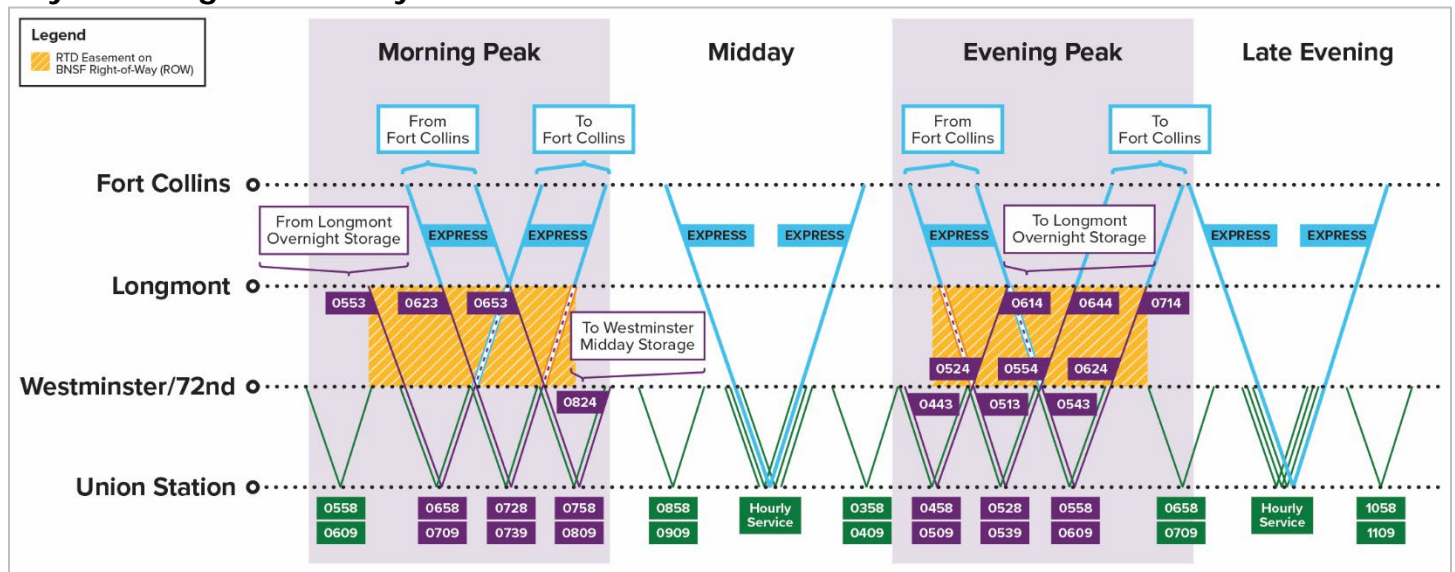 Legend
RTD Easement on
BNSF Right-of-Way (ROW)
Morning Peak
Midday
Evening Peak
Late Evening
From
Fort Collins
To
Fort Collins
From
Fort Collins
To
Fort Collins
Fort Collins
From Longmont
Overnight Storage
EXPRESS
EXPRESS
EXPRESS
EXPRESS
EXPRESS
To Longmont
Overnight Storage
EXPRESS
EXPRESS
Longmont
0553
0623
0653
0614
0644
0714
To Westminster
Midday Storage
0524
0554
0624
Westminster/72nd
0824
0443
0513
0543
Union Station
0558
0609
0658
0709
0728
0739
0758
0809
0858
0909
Hourly
Service
0358
0409
0458
0509
0528
0539
0558
0609
0658
0709
Hourly
Service
1058
1109